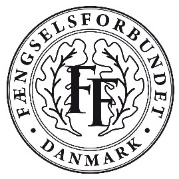 FÆNGSELSFORBUNDET
FF
· DANMARK ·